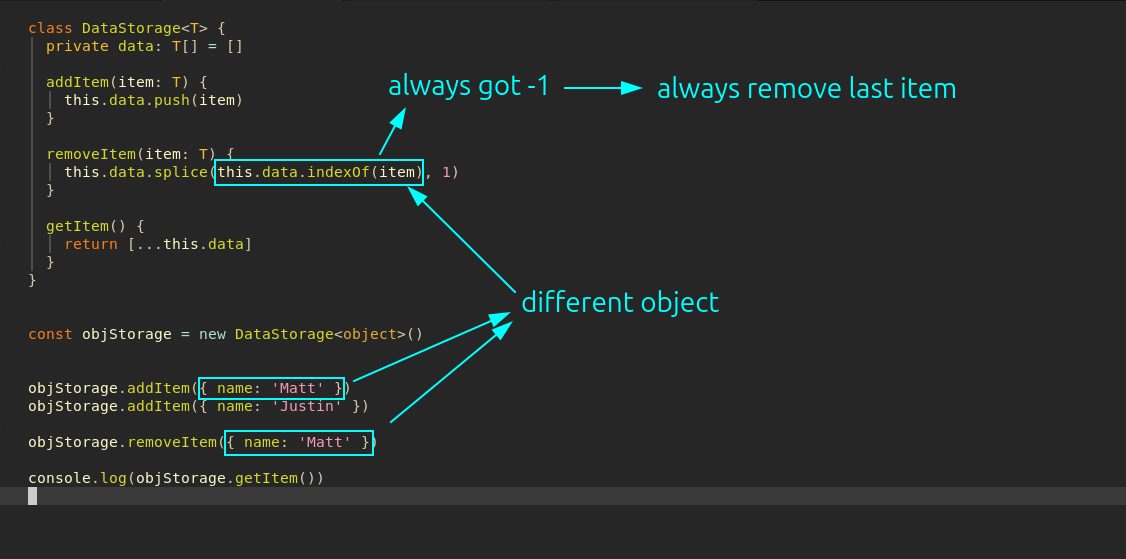 class DataStorage<T> {
private data: T[] = []
addItem(item: T) {
always got -1
always remove last item
this.data.push(item)
}
removeItem(item: T) {
this.data.splice(this.data.indexOf(item), 1)
}
getItem() {
return [...this.data]
}
}
different object
const objStorage = new DataStorage<object>()
objStorage.addItem({ name: 'Matt' })
objStorage.addItem({ name: 'Justin' })
objStorage.removeItem({ name: 'Matt' })
console.log(objStorage.getItem())